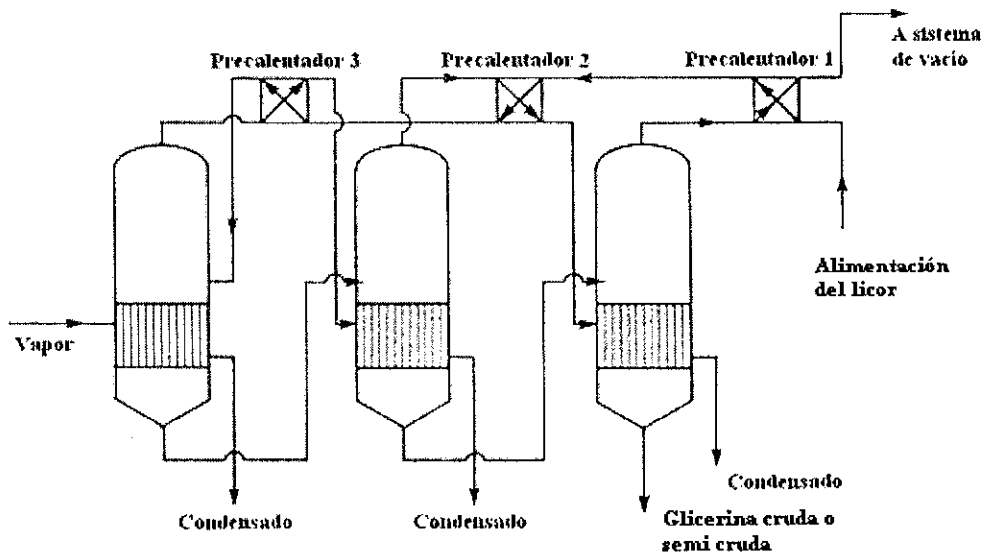 Precalentador 3
Precalentador 2
Precalentador 1
A sistema
de vacío
Alimentación
del licor
Vapor
Condensado
Condensado
Condensado
Glicerina cruda o
semi cruda